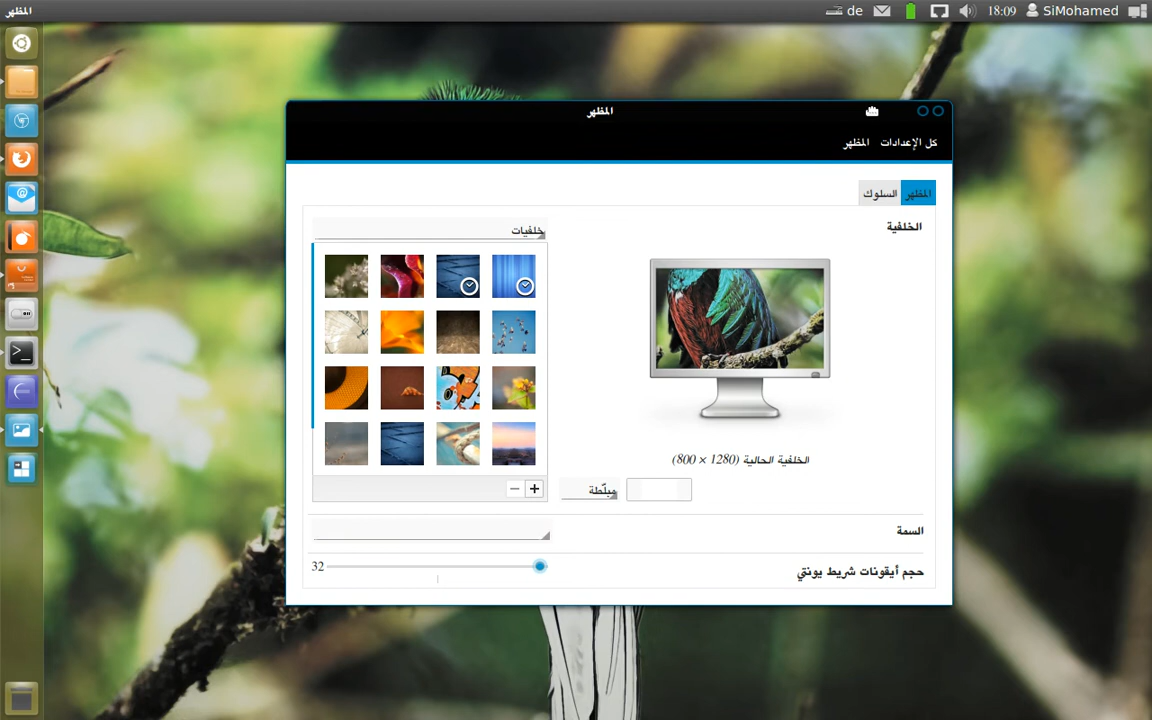 المظهر
de
18:09
SiMohamed
المظهر
كل الإعدادات المظهر
المظهر السلوك
الخلفية
خلفيات
الخلفية الحالية (1280 × 800)
مبلّطة
السمة
حجم أيقونات شريط يونتي
32